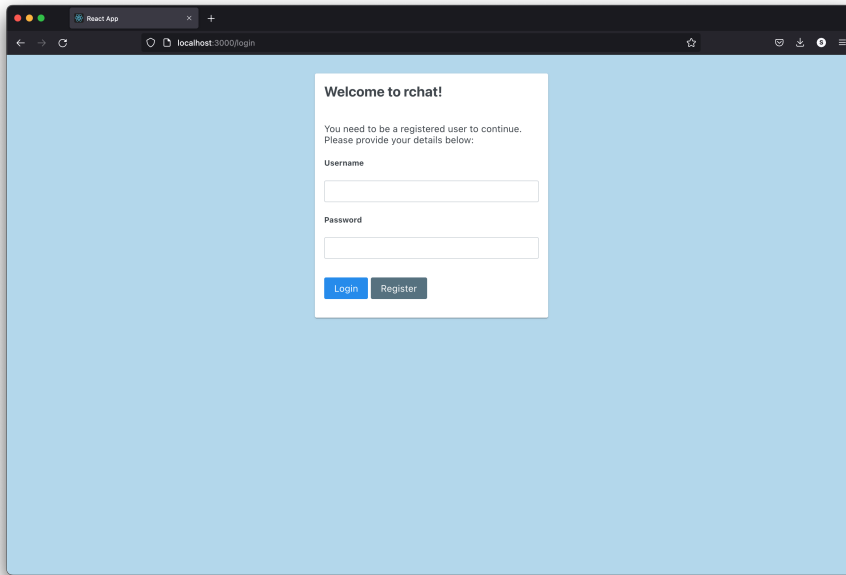 React App
localhost:3000/login
S
Welcome to rchat!
You need to be a registered user to continue.
Please provide your details below:
Username
Password
Login Register